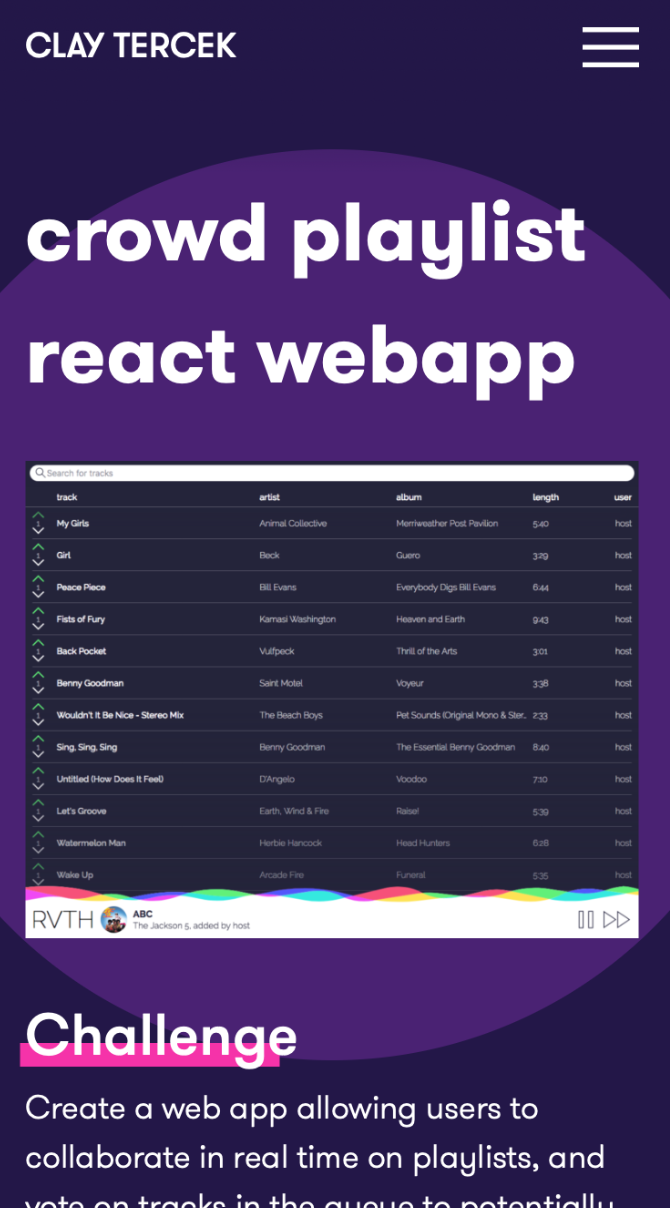 CLAY TERCEK
crowd playlist
react webapp
Search for tracks
track artist album length user
1 My Girls Animal Collective Merriweather Post Pavilion 5:40 host
1 Girl Beck Guero 3:29 host
1 Peace Piece Bill Evans Everybody Digs Bill Evans 6:44 host
1 Fists of Fury Kamasi Washington Heaven and Earth 9:43 host
1 Back Pocket Vulfpeck Thrill of the Arts 3:01 host
1 Benny Goodman Saint Motel Voyeur 3:38 host
1 Wouldn't It Be Nice - Stereo Mix The Beach Boys Pet Sounds (Original Mono & Ster.. 2:33 host
1 Sing, Sing, Sing Benny Goodman The Essential Benny Goodman 8:40 host
1 Untitled (How Does It Feel) D'Angelo Voodoo 7:10 host
1 Let's Groove Earth, Wind & Fire Raise! 5:39 host
1 Watermelon Man Herbie Hancock Head Hunters 6:28 host
1 Wake Up Arcade Fire Funeral 5:35 host
RVTH ABC
The Jackson 5, added by host
Challenge
Create a web app allowing users to
collaborate in real time on playlists, and
vote on tracks in the queue to potentially